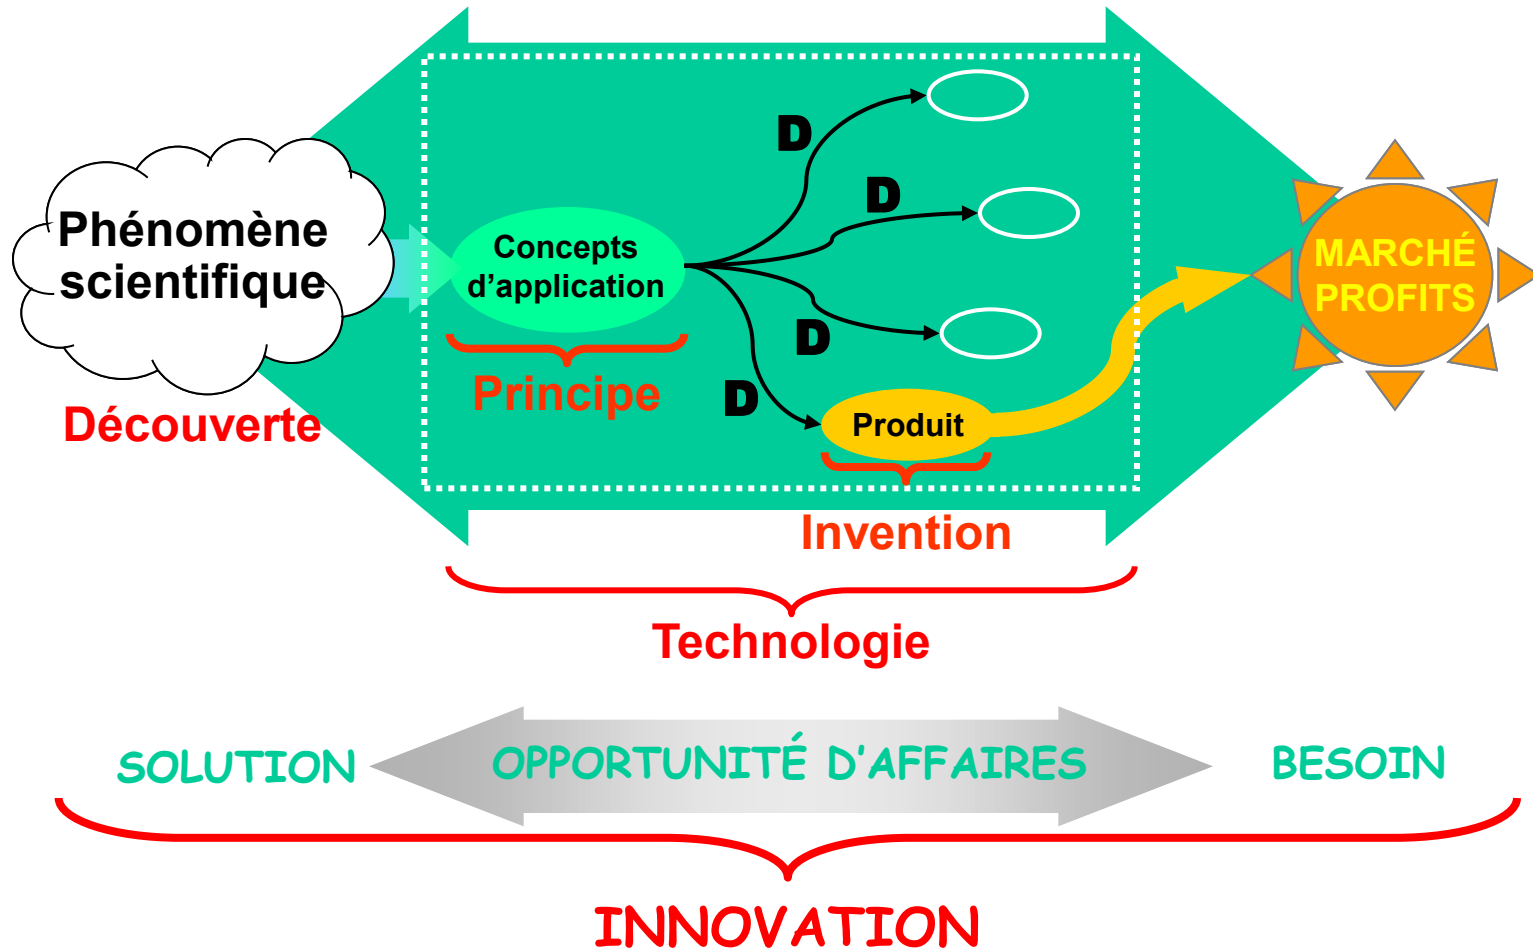 Phénomène
scientifique
Découverte
Concepts
d’application
Principe
D
D
D
D
Produit
Invention
MARCHÉ
PROFITS
Technologie
SOLUTION
OPPORTUNITÉ D’AFFAIRES
BESOIN
INNOVATION